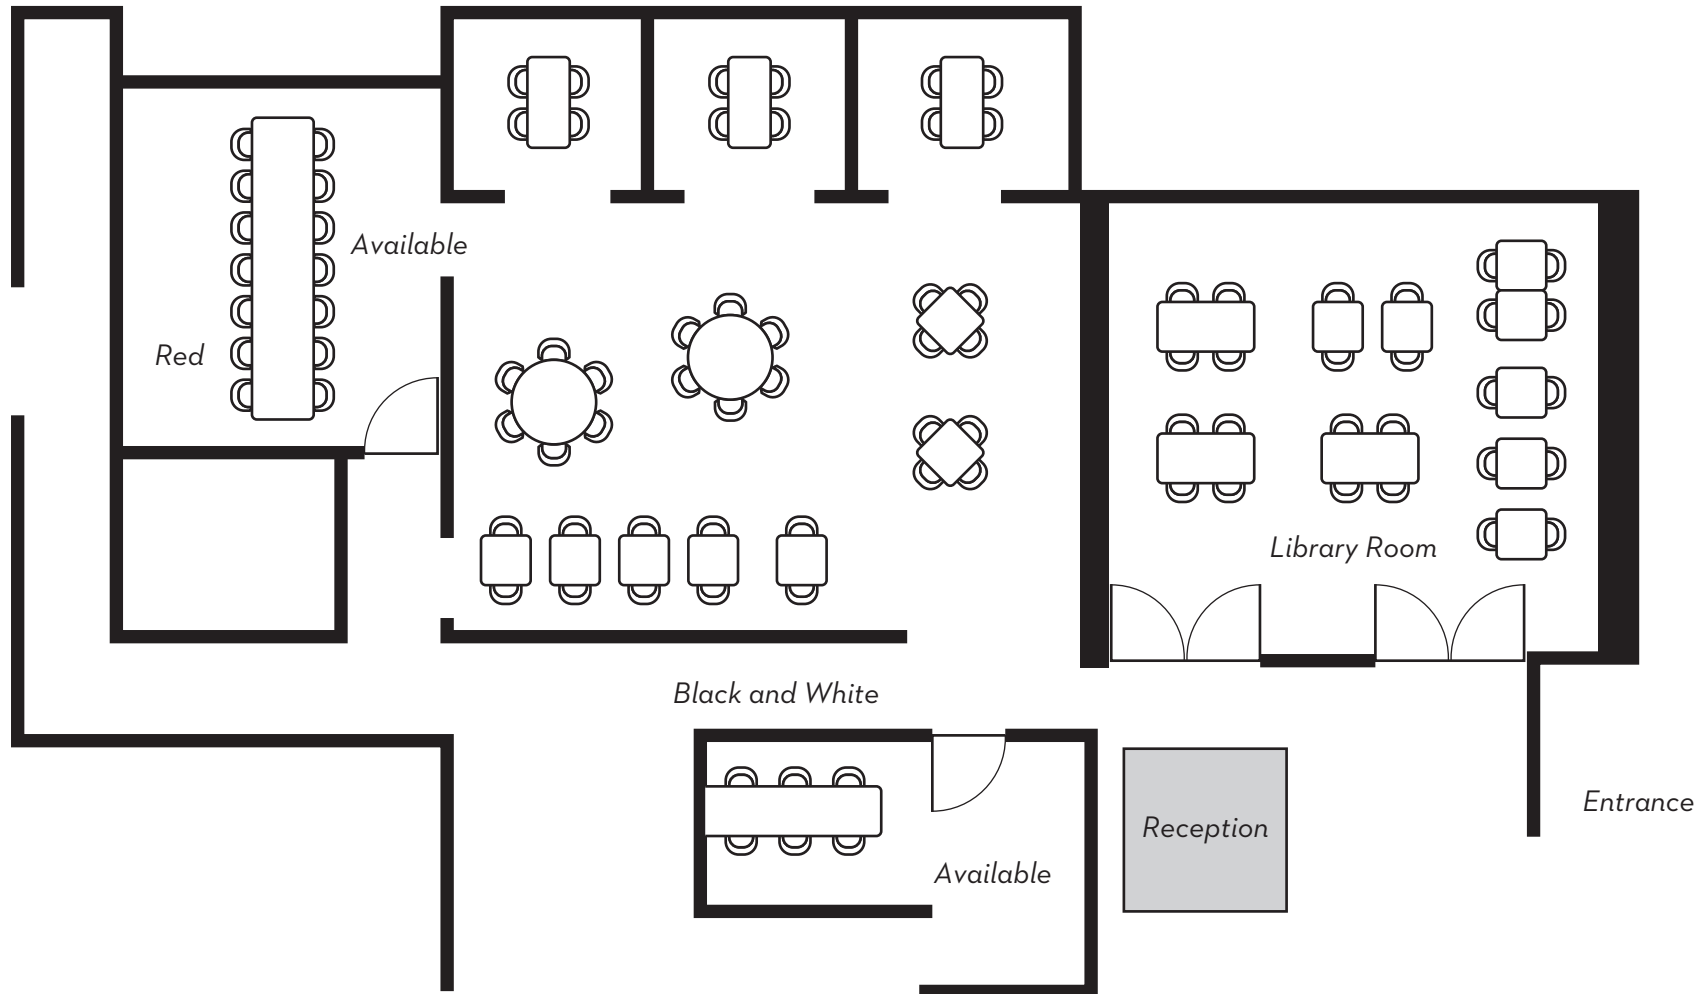 Available
Red
Library Room
Black and White
Entrance
Reception
Available